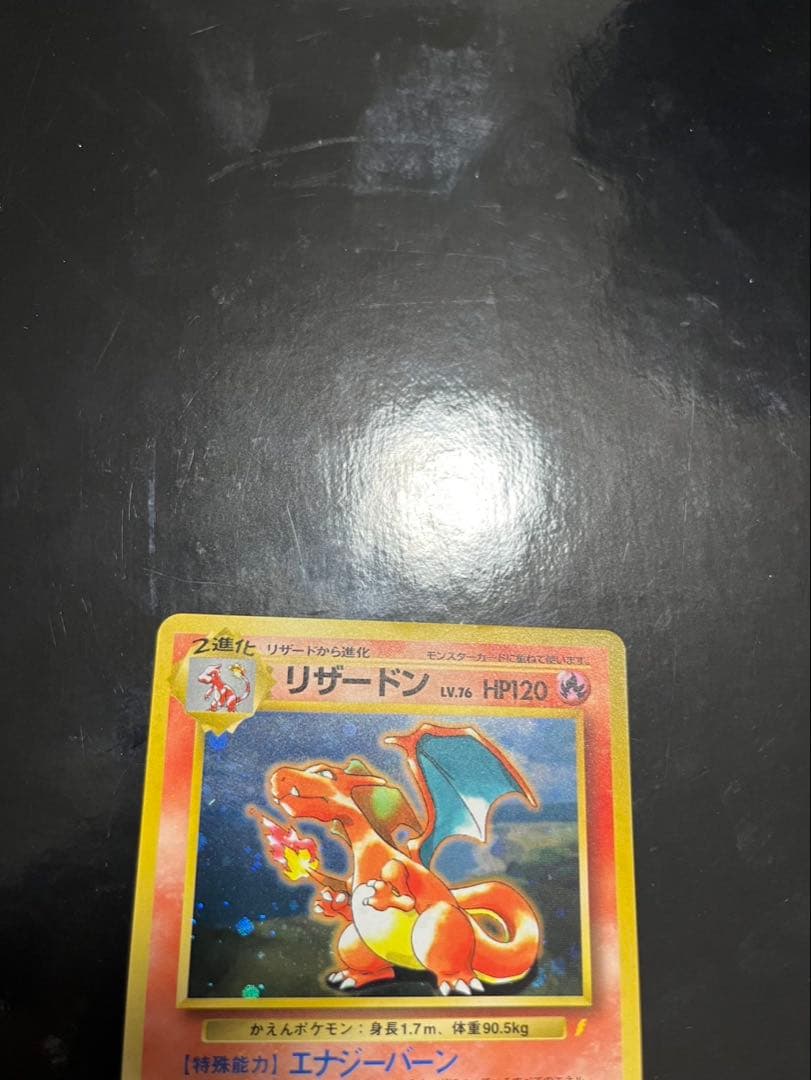 2進化 リザードから進化 モンスターカードに重ねて使います。
リザードン LV.76 HP120
かえんポケモン：身長1.7m、体重90.5kg
【特殊能力】エナジーバーン